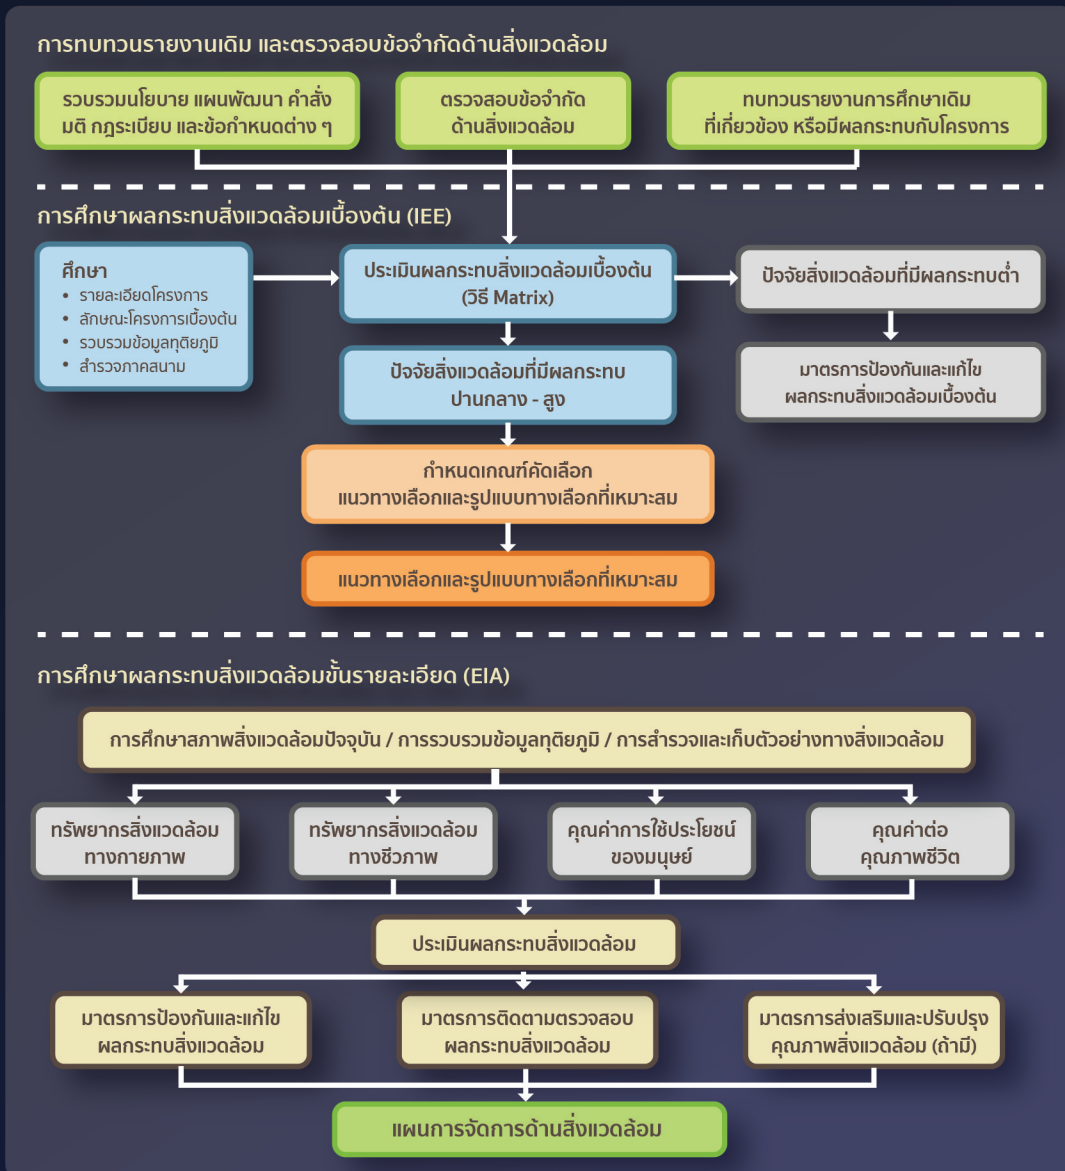 การทบทวนรายงานเดิม และตรวจสอบข้อจำกัดด้านสิ่งแวดล้อม
รวบรวมนโยบาย แผนพัฒนา คำสั่ง
มติ กฎระเบียบ และข้อกำหนดต่าง ๆ
ตรวจสอบข้อจำกัด
ด้านสิ่งแวดล้อม
ทบทวนรายงานการศึกษาเดิม
ที่เกี่ยวข้อง หรือมีผลกระทบกับโครงการ
การศึกษาผลกระทบสิ่งแวดล้อมเบื้องต้น (IEE)
ศึกษา
• รายละเอียดโครงการ
• ลักษณะโครงการเบื้องต้น
• รวบรวมข้อมูลทุติยภูมิ
• สำรวจภาคสนาม
ประเมินผลกระทบสิ่งแวดล้อมเบื้องต้น
(วิธี Matrix)
ปัจจัยสิ่งแวดล้อมที่มีผลกระทบต่ำ
มาตรการป้องกันและแก้ไข
ผลกระทบสิ่งแวดล้อมเบื้องต้น
ปัจจัยสิ่งแวดล้อมที่มีผลกระทบ
ปานกลาง - สูง
กำหนดเกณฑ์คัดเลือก
แนวทางเลือกและรูปแบบทางเลือกที่เหมาะสม
แนวทางเลือกและรูปแบบทางเลือกที่เหมาะสม
การศึกษาผลกระทบสิ่งแวดล้อมขั้นรายละเอียด (EIA)
การศึกษาสภาพสิ่งแวดล้อมปัจจุบัน / การรวบรวมข้อมูลทุติยภูมิ / การสำรวจและเก็บตัวอย่างทางสิ่งแวดล้อม
ทรัพยากรสิ่งแวดล้อม
ทางกายภาพ
ทรัพยากรสิ่งแวดล้อม
ทางชีวภาพ
คุณค่าการใช้ประโยชน์
ของมนุษย์
คุณค่าต่อ
คุณภาพชีวิต
ประเมินผลกระทบสิ่งแวดล้อม
มาตรการป้องกันและแก้ไข
ผลกระทบสิ่งแวดล้อม
มาตรการติดตามตรวจสอบ
ผลกระทบสิ่งแวดล้อม
มาตรการส่งเสริมและปรับปรุง
คุณภาพสิ่งแวดล้อม (ถ้ามี)
แผนการจัดการด้านสิ่งแวดล้อม